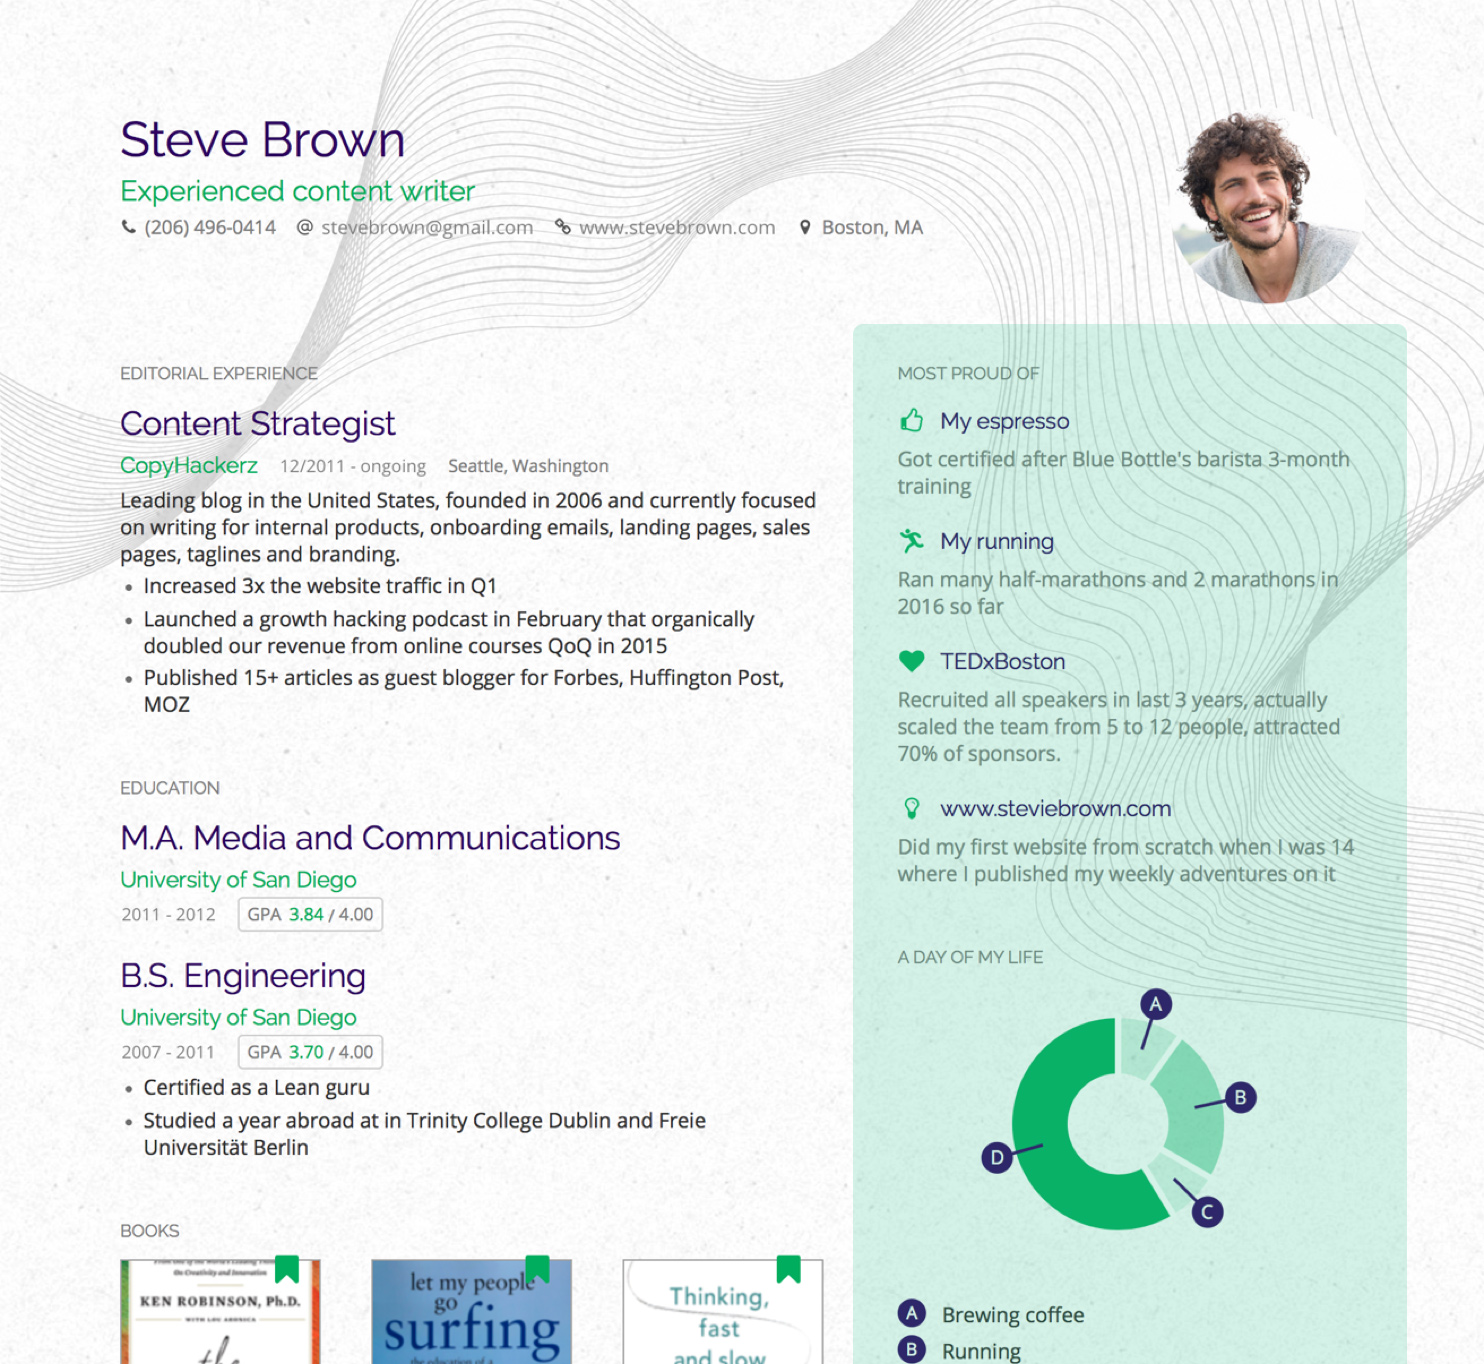 Steve Brown
Experienced content writer
(206) 496-0414 @ stevebrown@gmail.com www.stevebrown.com Boston, MA
EDITORIAL EXPERIENCE
Content Strategist
CopyHackerz 12/2011 - ongoing Seattle, Washington
Leading blog in the United States, founded in 2006 and currently focused
on writing for internal products, onboarding emails, landing pages, sales
pages, taglines and branding.
• Increased 3x the website traffic in Q1
• Launched a growth hacking podcast in February that organically
doubled our revenue from online courses QoQ in 2015
• Published 15+ articles as guest blogger for Forbes, Huffington Post,
MOZ
EDUCATION
M.A. Media and Communications
University of San Diego
2011 - 2012 GPA 3.84 / 4.00
B.S. Engineering
University of San Diego
2007 - 2011 GPA 3.70 / 4.00
• Certified as a Lean guru
• Studied a year abroad at in Trinity College Dublin and Freie
Universität Berlin
BOOKS
On Creativity and Innovation
KEN ROBINSON, Ph.D.
WITH LOU ARONICA
the
let my people
go
surfing
the education of a
Thinking,
fast
and slow
MOST PROUD OF
My espresso
Got certified after Blue Bottle's barista 3-month
training
My running
Ran many half-marathons and 2 marathons in
2016 so far
TEDxBoston
Recruited all speakers in last 3 years, actually
scaled the team from 5 to 12 people, attracted
70% of sponsors.
www.steviebrown.com
Did my first website from scratch when I was 14
where I published my weekly adventures on it
A DAY OF MY LIFE
A
B
D
C
A Brewing coffee
B Running